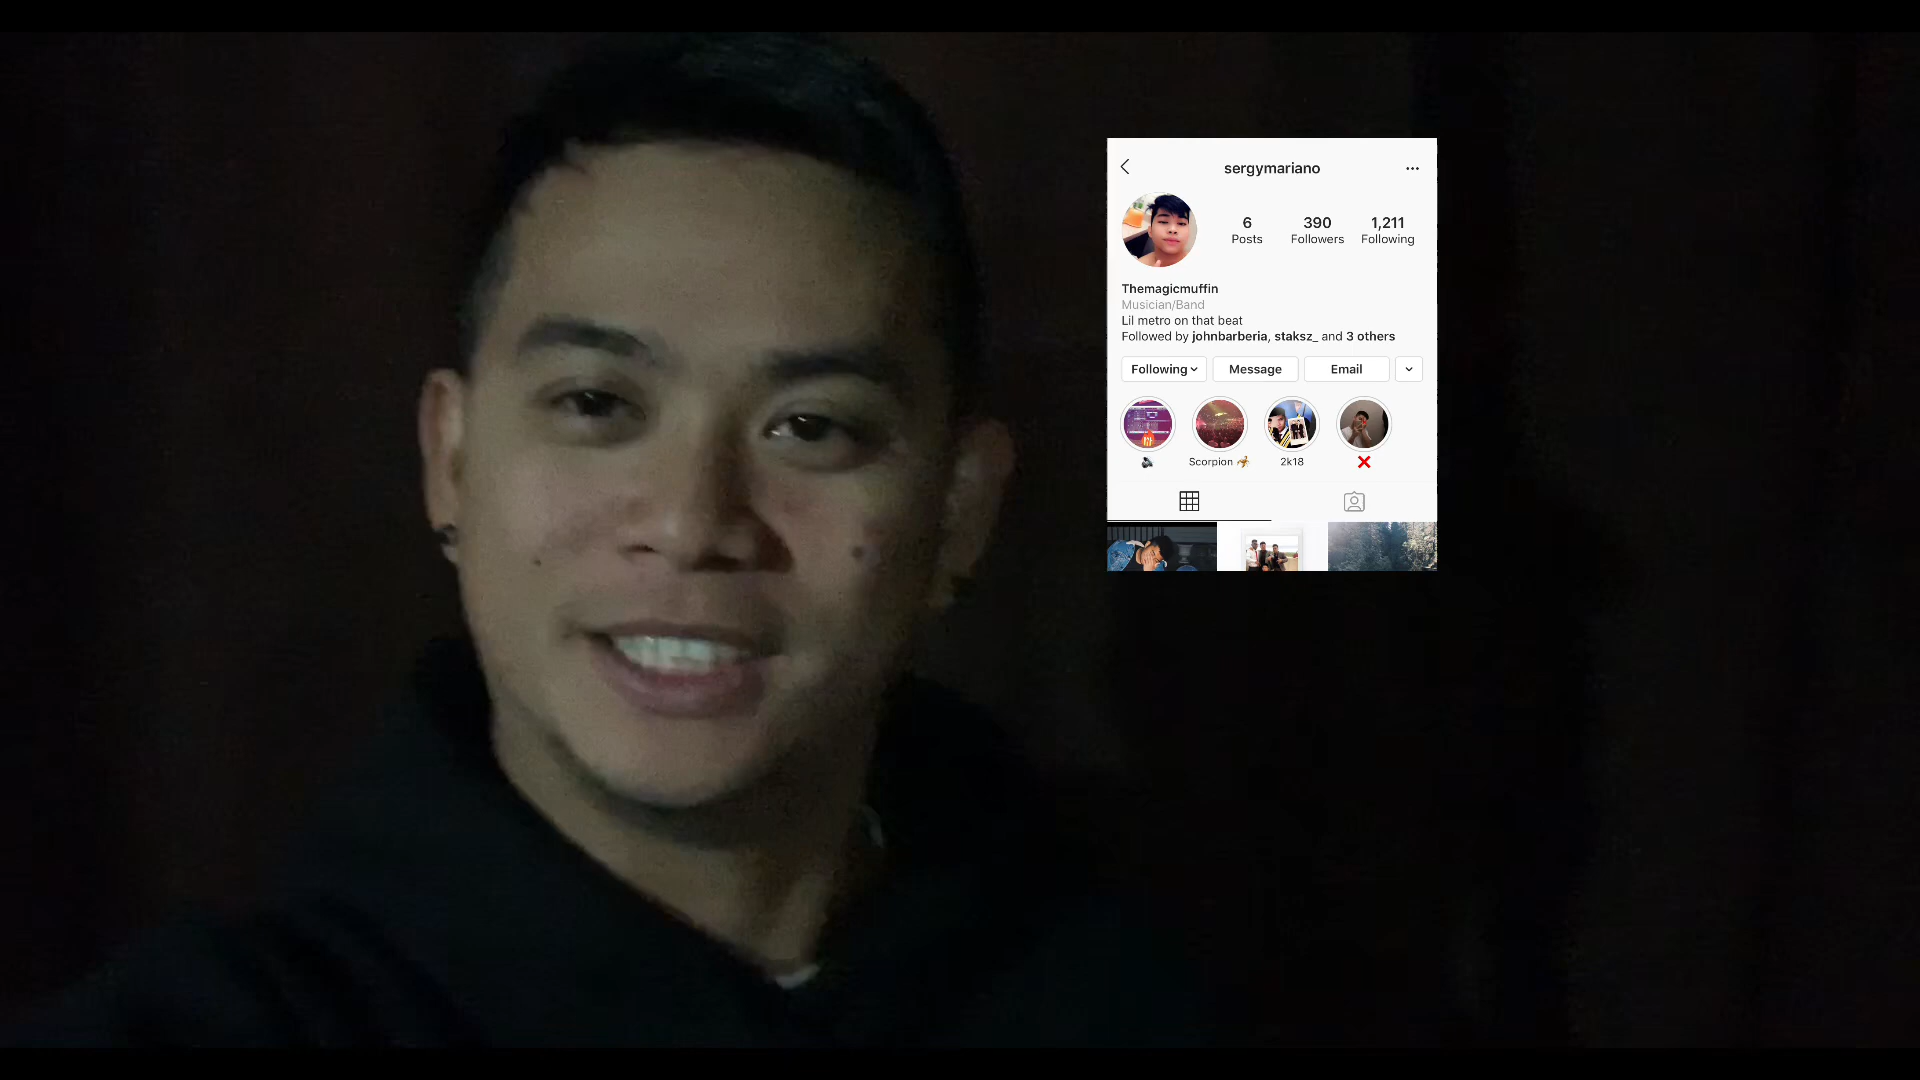 sergymariano
6 390 1,211
Posts Followers Following
Themagicmuffin
Musician/Band
Lil metro on that beat
Followed by johnbarberia, staksz_ and 3 others
Following Message Email
Scorpion 2k18